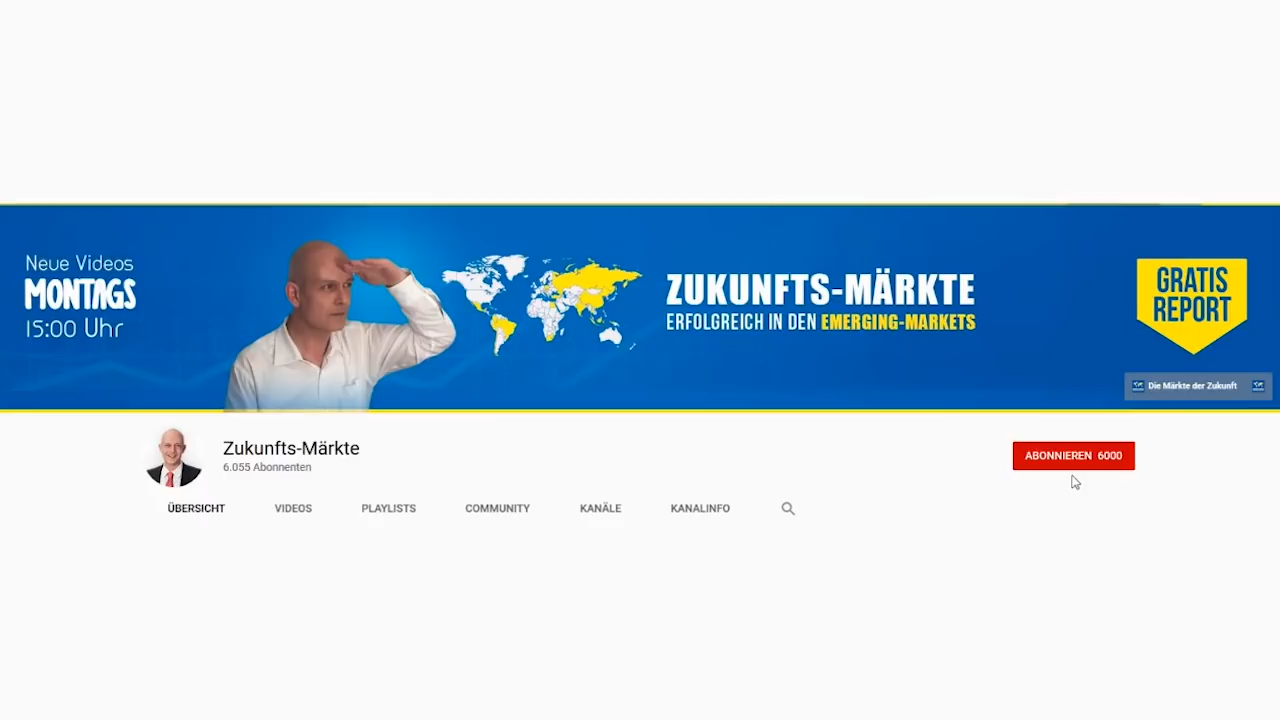 Neue Videos
MONTAGS
15:00 Uhr
ZUKUNFTS-MÄRKTE
ERFOLGREICH IN DEN EMERGING-MARKETS
GRATIS
REPORT
Die Märkte der Zukunft
Zukunfts-Märkte
6.055 Abonnenten
ABONNIEREN 6000
ÜBERSICHT VIDEOS PLAYLISTS COMMUNITY KANÄLE KANALINFO